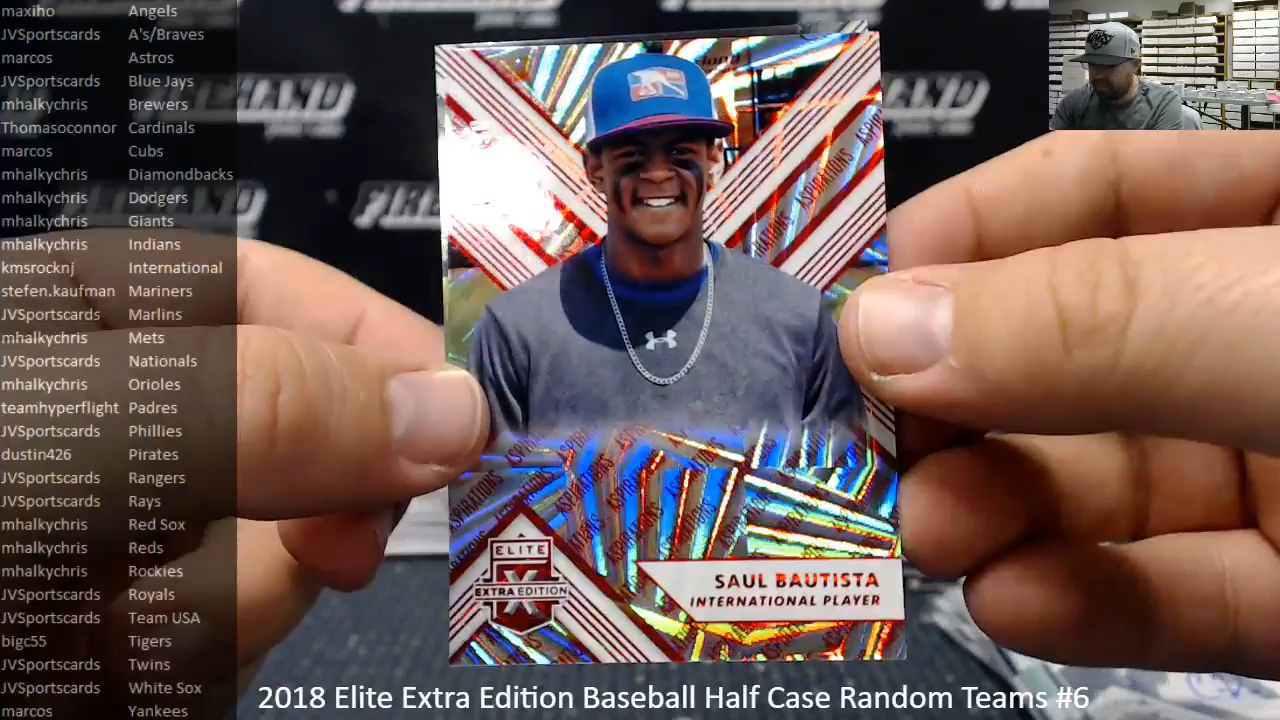 maxiho Angels
JVSportscards A's/Braves
marcos Astros
JVSportscards Blue Jays
mhalkychris Brewers
Thomasoconnor Cardinals
marcos Cubs
mhalkychris Diamondbacks
mhalkychris Dodgers
mhalkychris Giants
mhalkychris Indians
kmsrocknj International
stefen.kaufman Mariners
JVSportscards Marlins
mhalkychris Mets
JVSportscards Nationals
mhalkychris Orioles
teamhyperflight Padres
JVSportscards Phillies
dustin426 Pirates
JVSportscards Rangers
JVSportscards Rays
mhalkychris Red Sox
mhalkychris Reds
mhalkychris Rockies
JVSportscards Royals
JVSportscards Team USA
bigc55 Tigers
JVSportscards Twins
JVSportscards White Sox
marcos Yankees
ASPIRATIONS
ASPIRATIONS
ELITE
X
EXTRA EDITION
SAUL BAUTISTA
INTERNATIONAL PLAYER
2018 Elite Extra Edition Baseball Half Case Random Teams #6